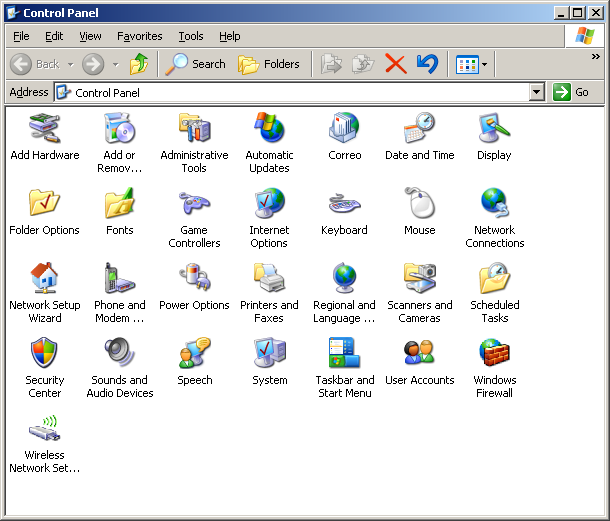 Control Panel
File Edit View Favorites Tools Help
Back Search Folders »
Address Control Panel Go
Add Hardware Add or Remov... Administrative Tools Automatic Updates Correo Date and Time Display
Folder Options Fonts Game Controllers Internet Options Keyboard Mouse Network Connections
Network Setup Wizard Phone and Modem ... Power Options Printers and Faxes Regional and Language ... Scanners and Cameras Scheduled Tasks
Security Center Sounds and Audio Devices Speech System Taskbar and Start Menu User Accounts Windows Firewall
Wireless Network Set...